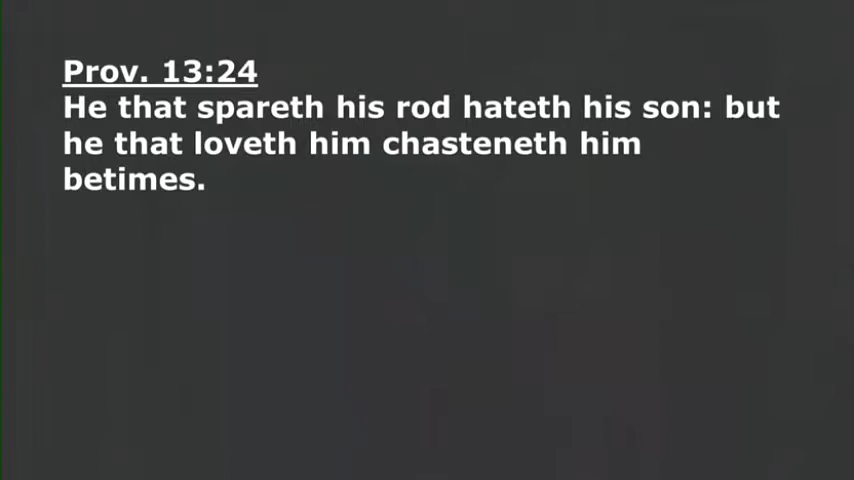 Prov. 13:24
He that spareth his rod hateth his son: but
he that loveth him chasteneth him
betimes.